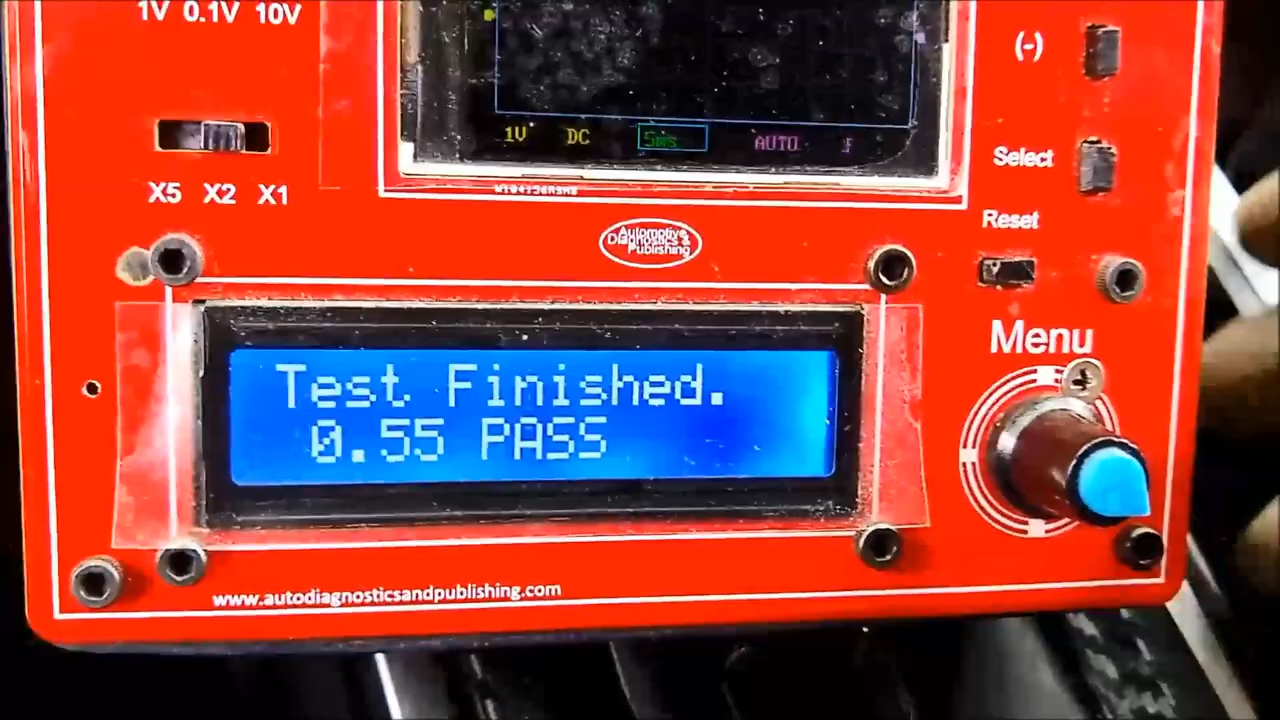 1V 0.1V 10V
(-)
1V DC 5ms AUTO
Select
X5 X2 X1
Reset
Automotive
Diagnostics &
Publishing
Menu
Test Finished.
0.55 PASS
www.autodiagnosticsandpublishing.com